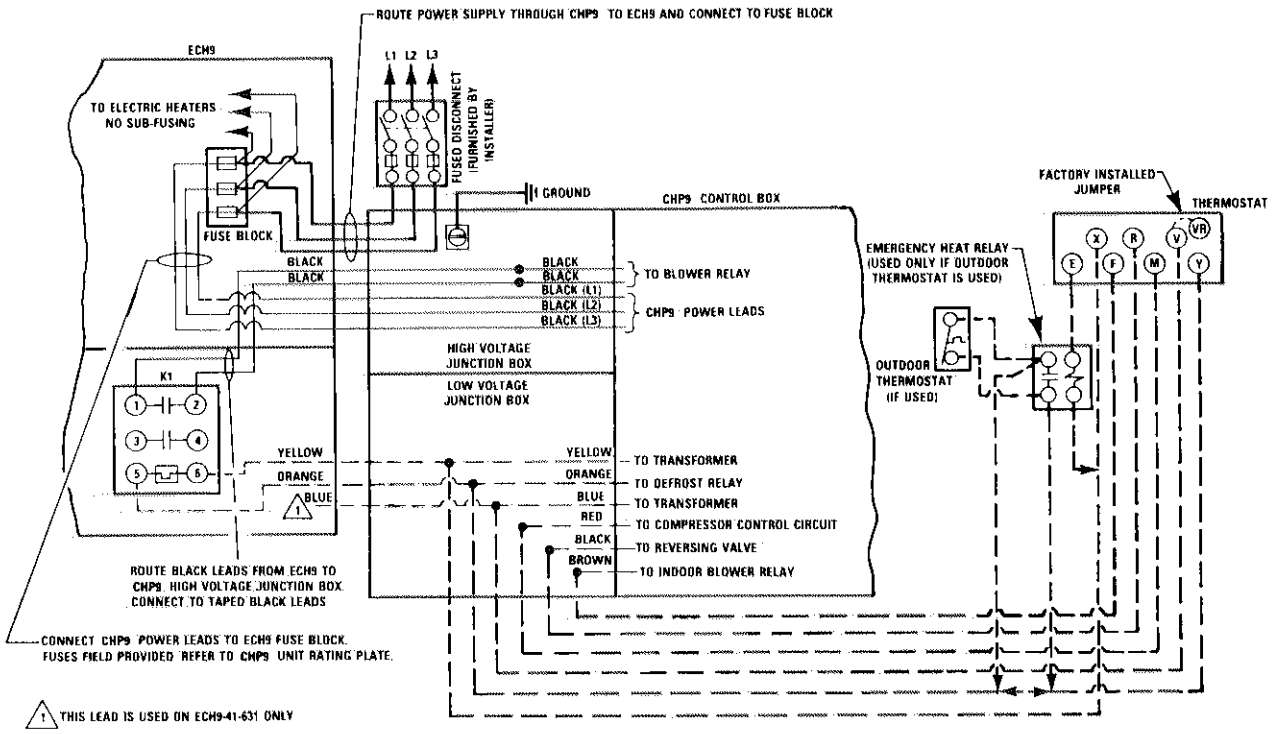 ROUTE POWER SUPPLY THROUGH CHP9 TO ECH9 AND CONNECT TO FUSE BLOCK
ECH9
L1 L2 L3
TO ELECTRIC HEATERS
NO SUB-FUSING
FUSED DISCONNECT
(FURNISHED BY
INSTALLER)
GROUND
FUSE BLOCK
CHP9 CONTROL BOX
FACTORY INSTALLED
JUMPER
THERMOSTAT
X R V VR
E F M Y
EMERGENCY HEAT RELAY
(USED ONLY IF OUTDOOR
THERMOSTAT IS USED)
BLACK BLACK
BLACK BLACK
TO BLOWER RELAY
BLACK (L1)
BLACK (L2)
BLACK (L3)
CHP9 POWER LEADS
HIGH VOLTAGE
JUNCTION BOX
LOW VOLTAGE
JUNCTION BOX
OUTDOOR
THERMOSTAT
(IF USED)
K1
1 2
3 4
5 6
YELLOW YELLOW TO TRANSFORMER
ORANGE ORANGE TO DEFROST RELAY
1 BLUE BLUE TO TRANSFORMER
RED TO COMPRESSOR CONTROL CIRCUIT
BLACK TO REVERSING VALVE
BROWN TO INDOOR BLOWER RELAY
ROUTE BLACK LEADS FROM ECH9 TO
CHP9 HIGH VOLTAGE JUNCTION BOX
CONNECT TO TAPED BLACK LEADS
CONNECT CHP9 POWER LEADS TO ECH9 FUSE BLOCK.
FUSES FIELD PROVIDED REFER TO CHP9 UNIT RATING PLATE.
1 THIS LEAD IS USED ON ECH9-41-631 ONLY